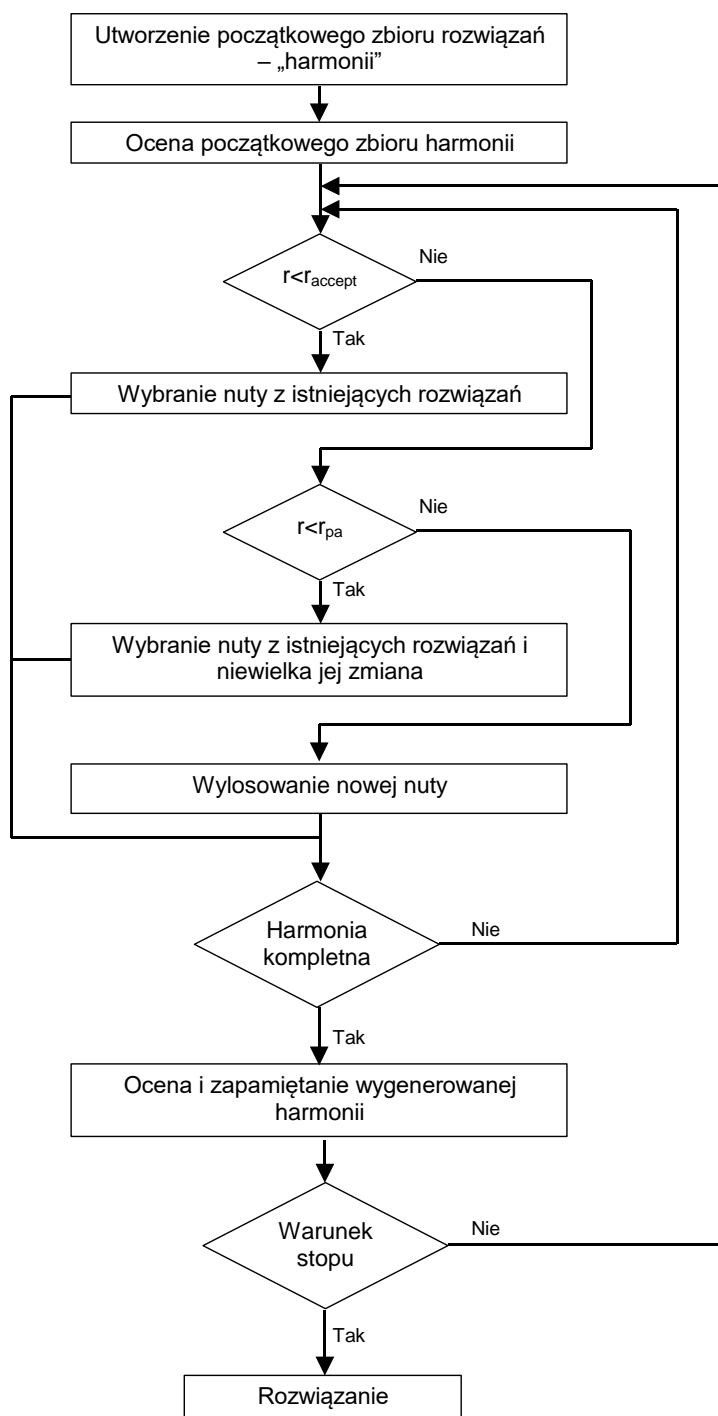 Utworzenie początkowego zbioru rozwiązań
– „harmonii”
Ocena początkowego zbioru harmonii
Nie
r<raccept
Tak
Wybranie nuty z istniejących rozwiązań
Nie
r<rpa
Tak
Wybranie nuty z istniejących rozwiązań i
niewielka jej zmiana
Wylosowanie nowej nuty
Harmonia
kompletna
Nie
Tak
Ocena i zapamiętanie wygenerowanej
harmonii
Warunek
stopu
Nie
Tak
Rozwiązanie